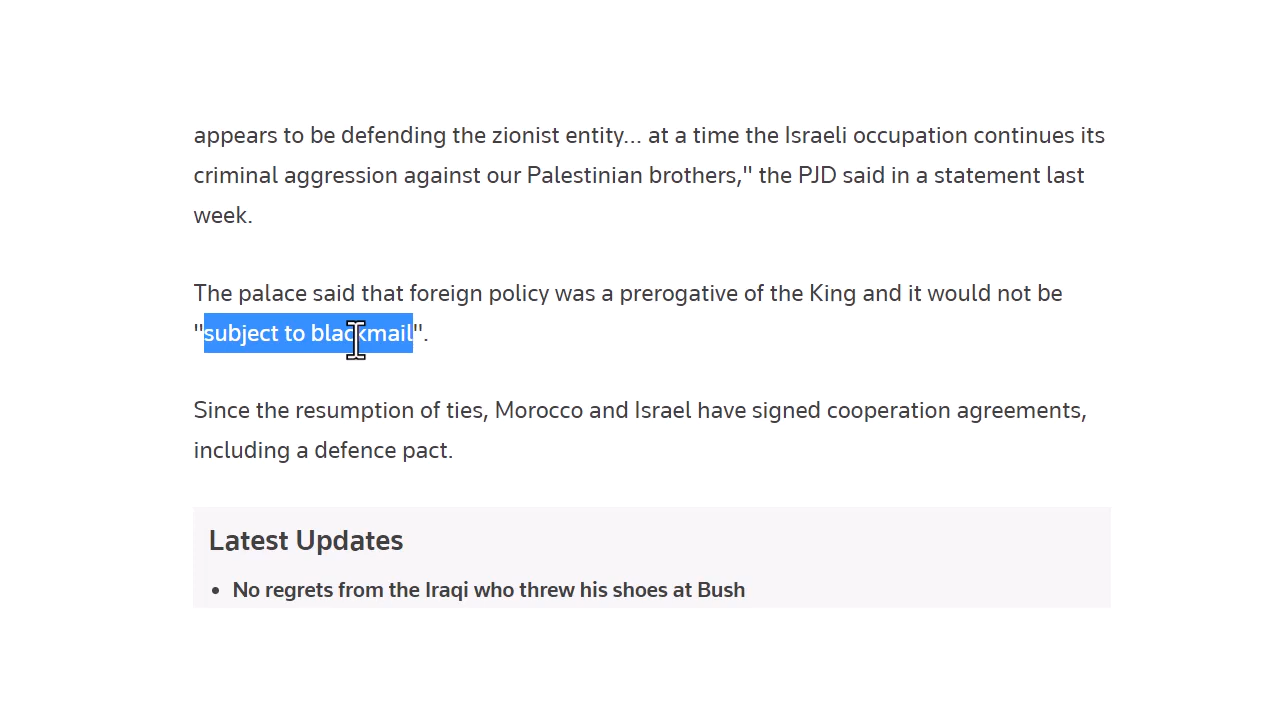 appears to be defending the zionist entity... at a time the Israeli occupation continues its
criminal aggression against our Palestinian brothers," the PJD said in a statement last
week.
The palace said that foreign policy was a prerogative of the King and it would not be
"subject to blackmail".
Since the resumption of ties, Morocco and Israel have signed cooperation agreements,
including a defence pact.
Latest Updates
• No regrets from the Iraqi who threw his shoes at Bush